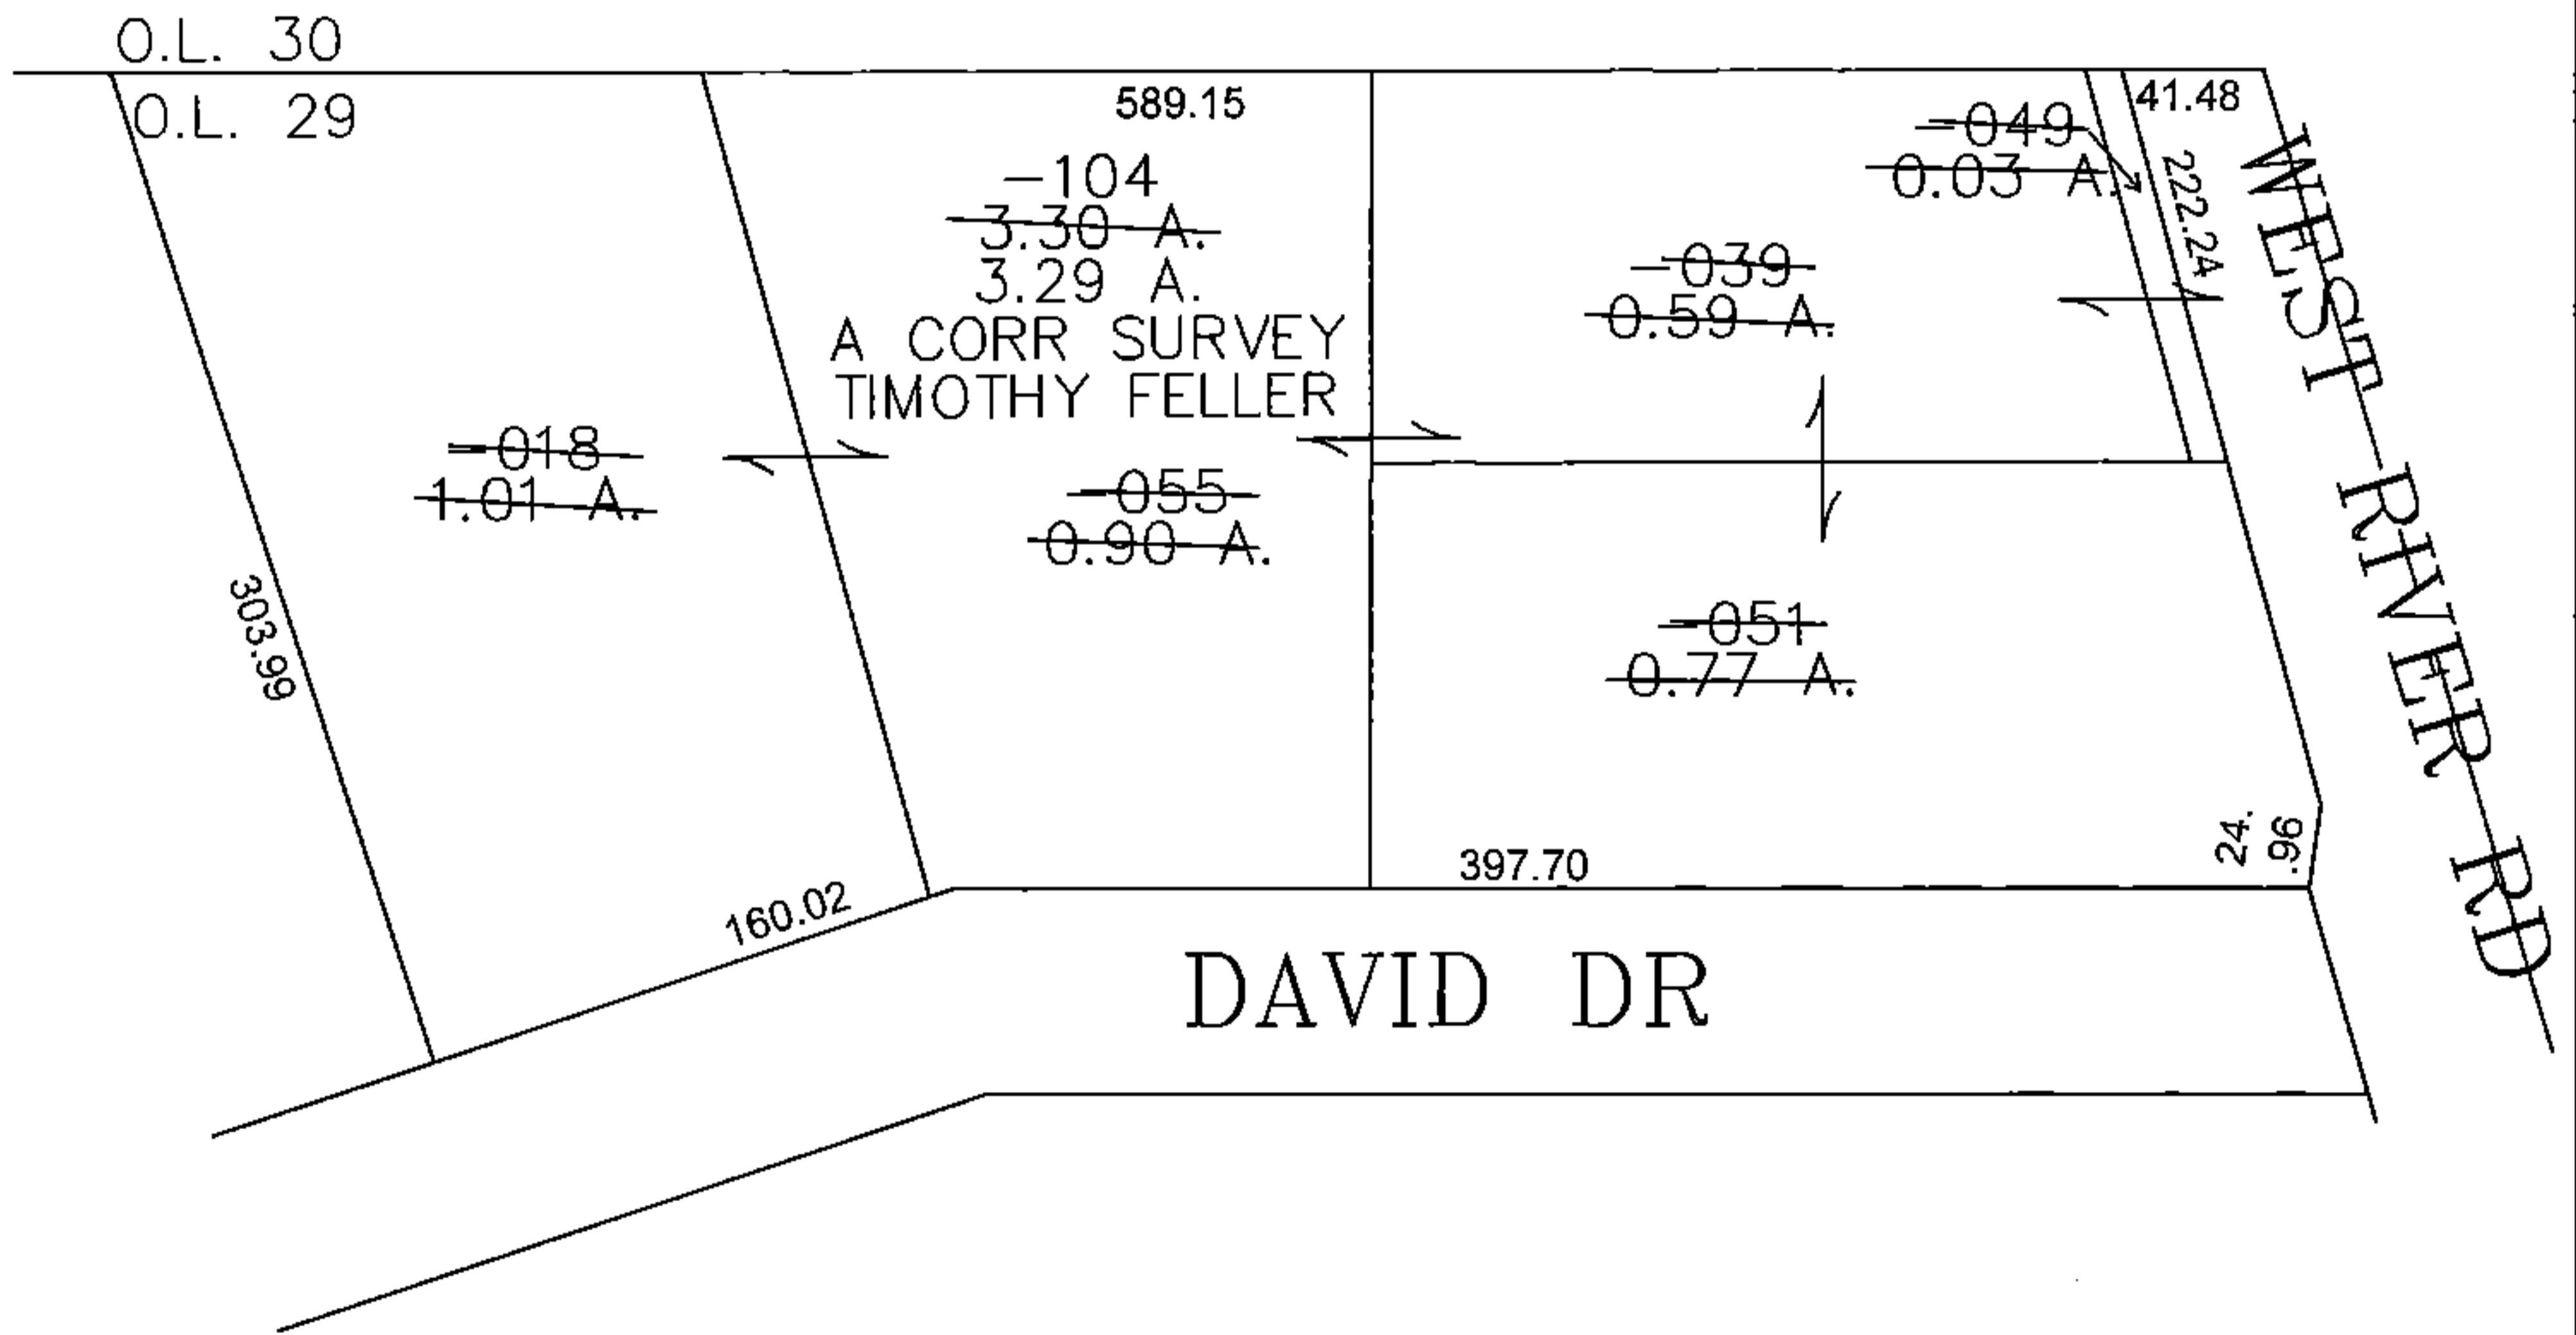 O.L. 30
O.L. 29
589.15
41.48
-049
0.03 A.
222.24
-104
3.30 A.
3.29 A.
A CORR SURVEY
TIMOTHY FELLER
-039
0.59 A.
WEST RIVER RD
-018
1.01 A.
-055
0.90 A.
303.99
-051
0.77 A.
24.
.96
397.70
160.02
DAVID DR